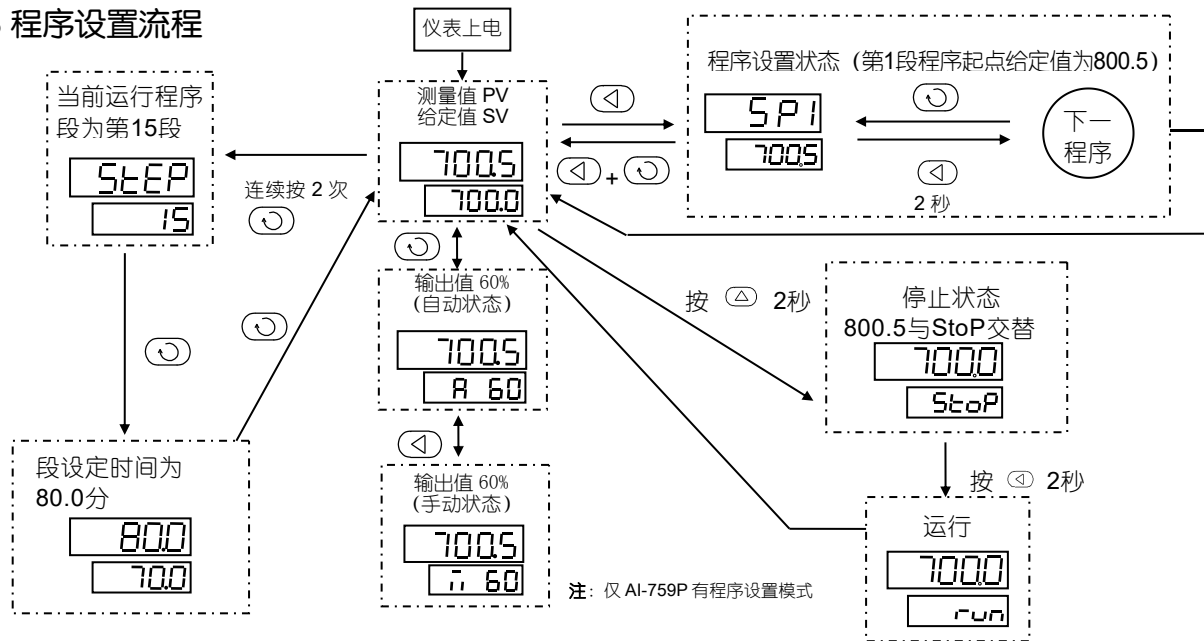 程序设置流程
仪表上电
当前运行程序
段为第15段
StEP
15
连续按 2 次
测量值 PV
给定值 SV
700.5
700.0
+
程序设置状态（第1段程序起点给定值为800.5）
SP1
700.5
2 秒
下一
程序
输出值 60%
(自动状态)
700.5
A 60
按 2秒
停止状态
800.5与StoP交替
700.0
StoP
段设定时间为
80.0分
80.0
70.0
输出值 60%
(手动状态)
700.5
按 2秒
运行
700.0
run
注：仅 AI-759P 有程序设置模式